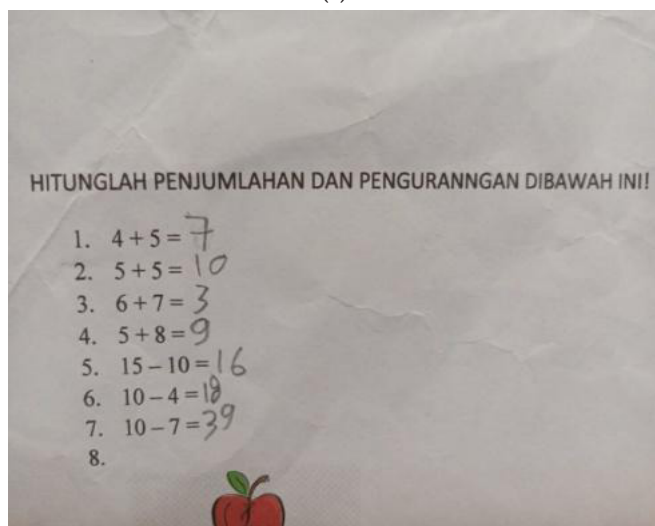 HITUNGLAH PENJUMLAHAN DAN PENGURANNGAN DIBAWAH INI!
1. 4 + 5 = 7
2. 5 + 5 = 10
3. 6 + 7 = 3
4. 5 + 8 = 9
5. 15 – 10 = 16
6. 10 – 4 = 18
7. 10 – 7 = 39
8.